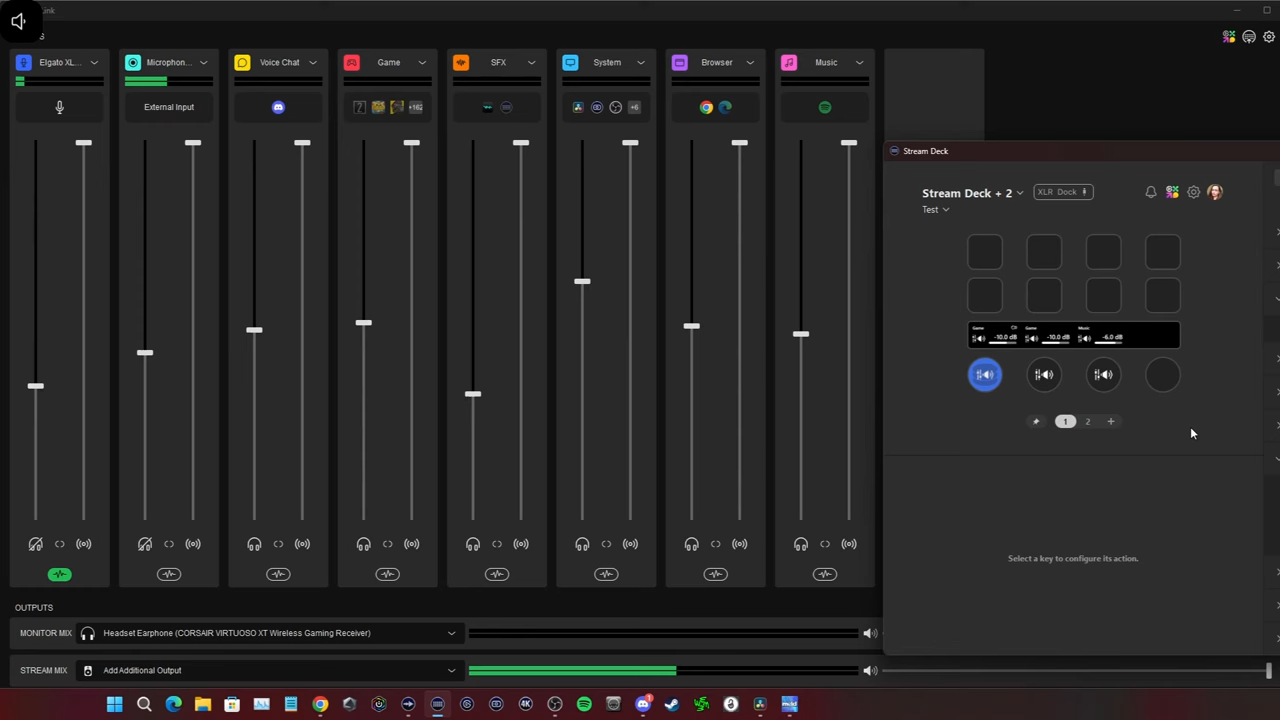 Link
S
Elgato XL...
Microphon...
Voice Chat
Game
SFX
System
Browser
Music
External Input
+162
+6
Stream Deck
Stream Deck + 2
XLR Dock
Test
Game
-10.0 dB
Game
-10.0 dB
Music
-6.0 dB
1
2
+
Select a key to configure its action.
OUTPUTS
MONITOR MIX
Headset Earphone (CORSAIR VIRTUOSO XT Wireless Gaming Receiver)
STREAM MIX
Add Additional Output
4K
1